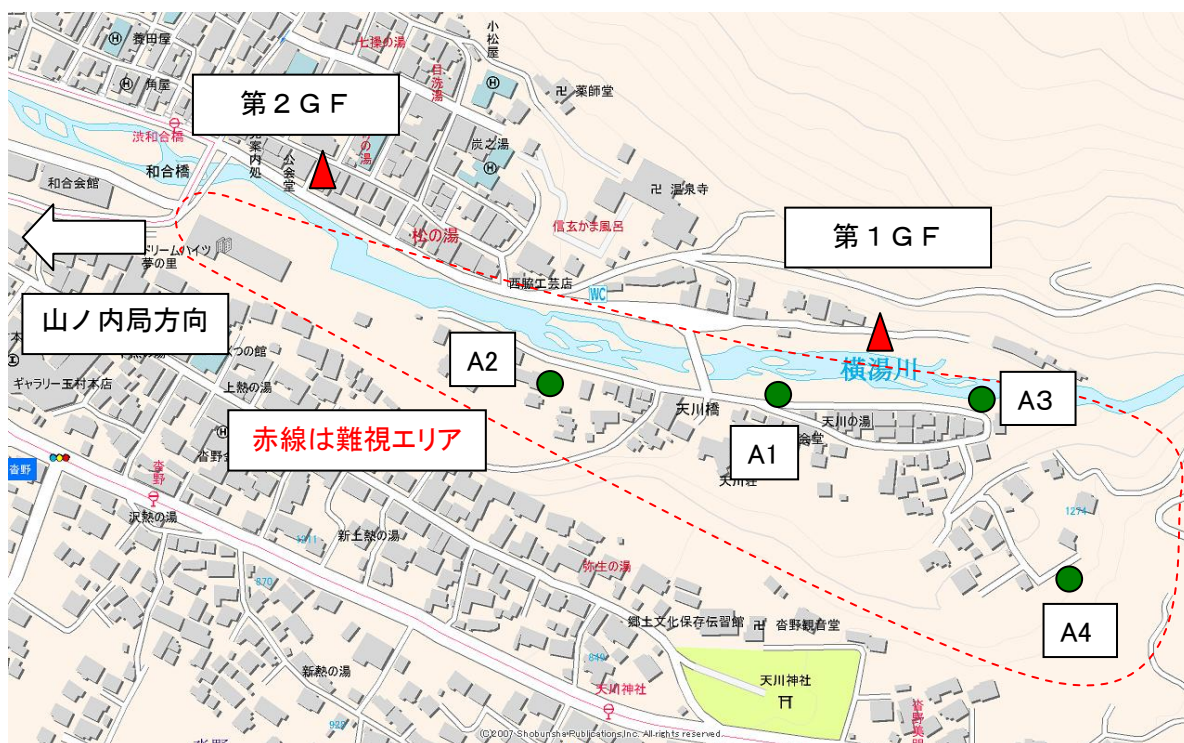 養田屋
角屋
渋和合橋
七操の湯
目洗湯
小松屋
薬師堂
第2GF
和合橋
和合会館
公会堂
炭之湯
温泉寺
信玄かま風呂
松の湯
西脇工芸店
WC
第1GF
ドリームハイツ
夢の里
山ノ内局方向
ギャラリー玉村本店
上熱の湯
A2
横湯川
天川橋
天川の湯
A3
A1
赤線は難視エリア
沓野
沓野
沢熱の湯
新士熱の湯
870
弥生の湯
1274
A4
郷土文化保存伝習館
沓野観音堂
新熱の湯
849
天川神社
天川神社
928
(C)2007 Shobunsha Publications,Inc. All rights reserved.